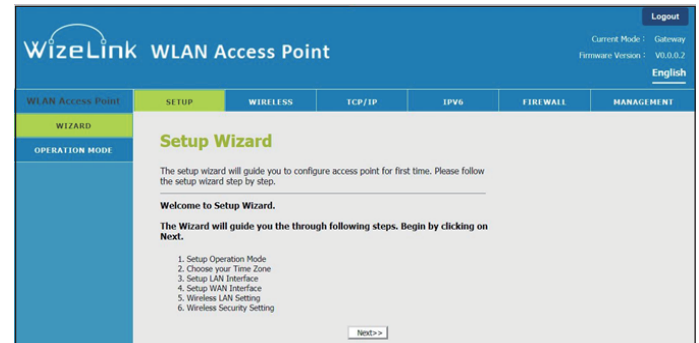 Logout
WizeLink WLAN Access Point
Current Mode : Gateway
Firmware Version : V0.0.0.2
English
WLAN Access Point SETUP WIRELESS TCP/IP IPV6 FIREWALL MANAGEMENT
WIZARD
OPERATION MODE
Setup Wizard
The setup wizard will guide you to configure access point for first time. Please follow
the setup wizard step by step.
Welcome to Setup Wizard.
The Wizard will guide you the through following steps. Begin by clicking on
Next.
1. Setup Operation Mode
2. Choose your Time Zone
3. Setup LAN Interface
4. Setup WAN Interface
5. Wireless LAN Setting
6. Wireless Security Setting
Next>>